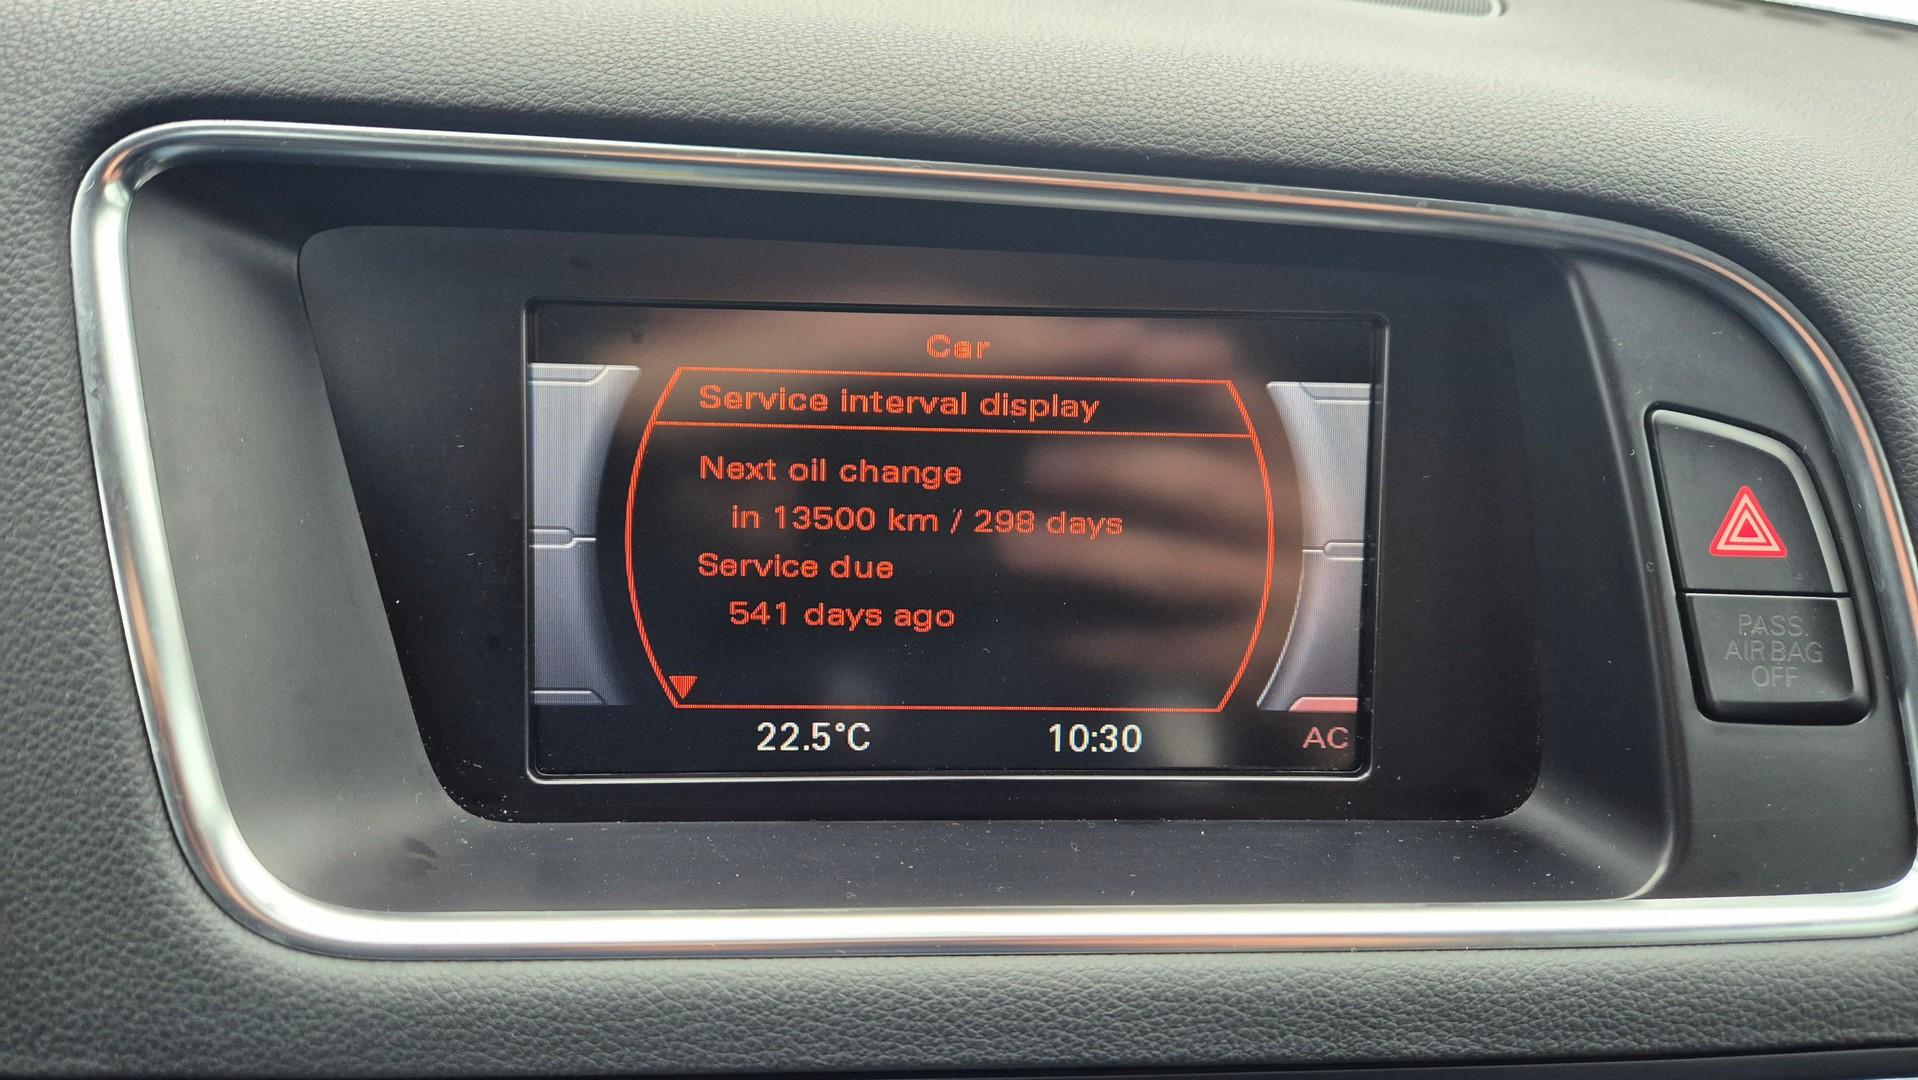 Car
Service interval display
Next oil change
in 13500 km / 298 days
Service due
541 days ago
22.5°C 10:30 AC
PASS.
AIR BAG
OFF